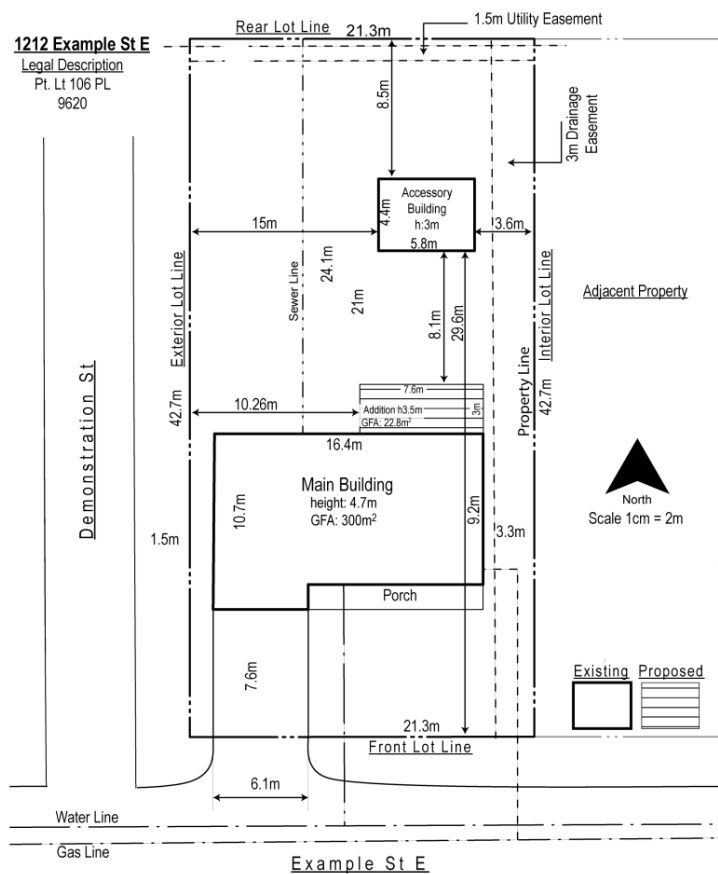 Rear Lot Line
1.5m Utility Easement
1212 Example St E
21.3m
Legal Description
Pt. Lt 106 PL
9620
8.5m
3m Drainage
Easement
Accessory
Building
h:3m
4.4m
5.8m
15m
3.6m
24.1m
21m
Sewer Line
Exterior Lot Line
Interior Lot Line
Adjacent Property
8.1m
29.6m
Property Line
42.7m
42.7m
7.6m
10.26m
Addition h3.5m
GFA: 22.8m²
3m
16.4m
Demonstration St
Main Building
height: 4.7m
GFA: 300m²
10.7m
9.2m
North
Scale 1cm = 2m
1.5m
3.3m
Porch
7.6m
Existing
Proposed
21.3m
Front Lot Line
6.1m
Water Line
Gas Line
Example St E